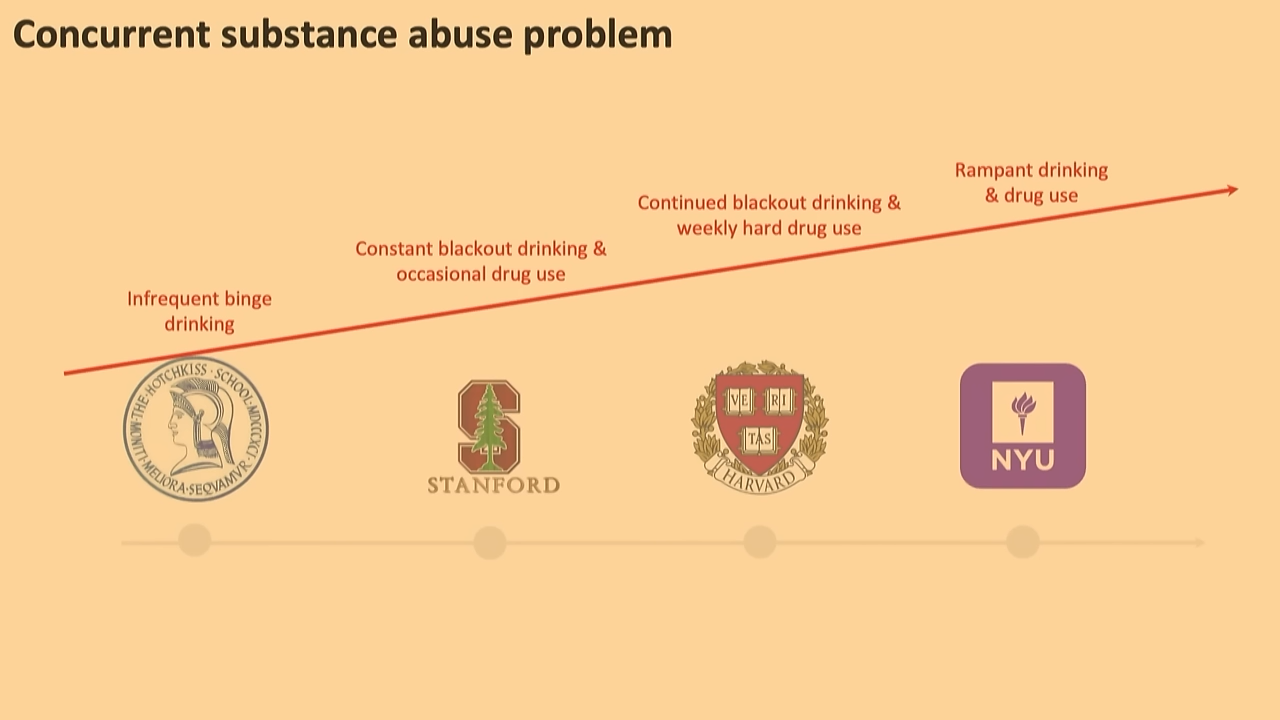 Concurrent substance abuse problem
Rampant drinking
& drug use
Continued blackout drinking &
weekly hard drug use
Constant blackout drinking &
occasional drug use
Infrequent binge
drinking
MONITI·MELIORA·SEQVAMVR·THE·HOTCHKISS·SCHOOL·MDCCCXCI
STANFORD
VE RI
TAS
HARVARD
NYU